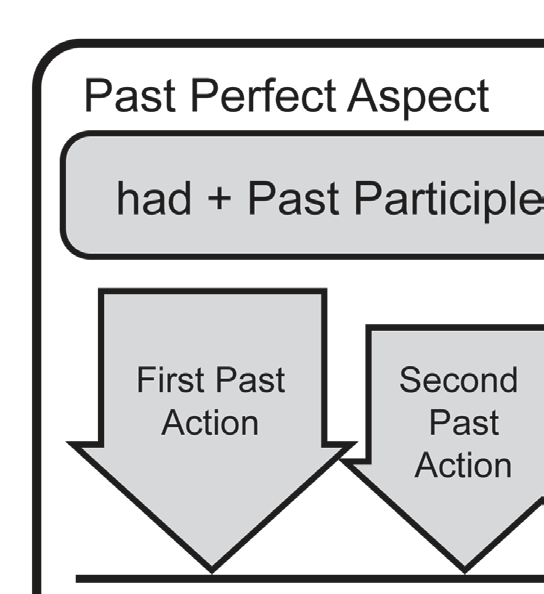 Past Perfect Aspect
had + Past Participle
First Past
Action
Second
Past
Action